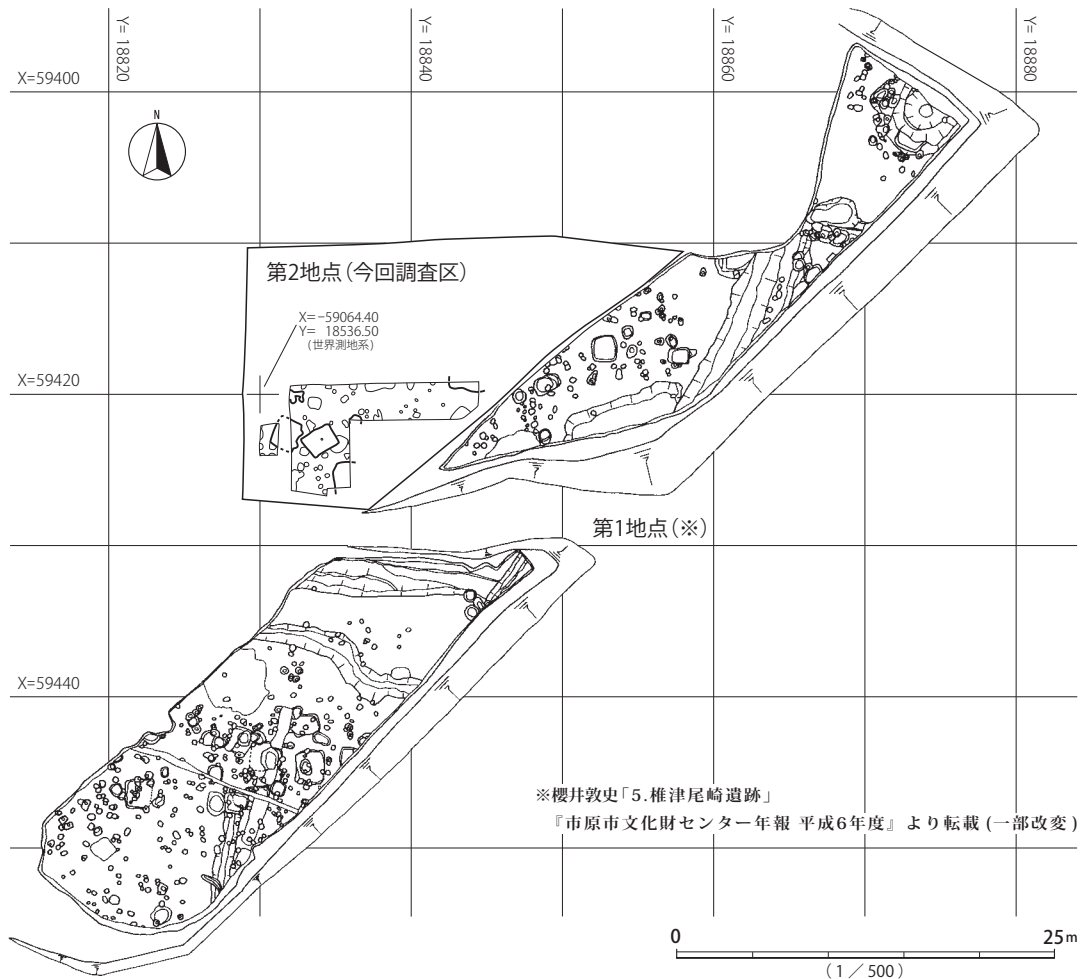 Y= 18820
Y= 18840
Y= 18860
Y= 18880
X=59400
N
第2地点(今回調査区)
X=-59064.40
Y= 18536.50
(世界測地系)
X=59420
第1地点(※)
X=59440
※櫻井敦史「5.椎津尾崎遺跡」
『市原市文化財センター年報 平成6年度』より転載(一部改変)
0
25m
(1/500)